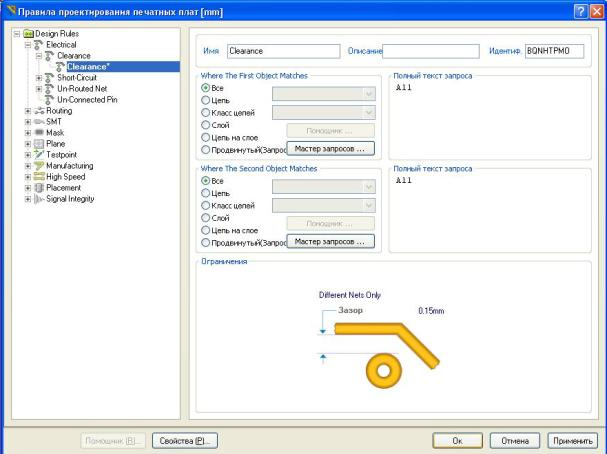 Правила проектирования печатных плат [mm]
Design Rules
Electrical
Clearance
Clearance*
Short-Circuit
Un-Routed Net
Un-Connected Pin
Routing
SMT
Mask
Plane
Testpoint
Manufacturing
High Speed
Placement
Signal Integrity
Имя Clearance Описание Идентиф. BQNHTPMO
Where The First Object Matches
Все
Цепь
Класс цепей
Слой
Цепь на слое
Продвинутый(Запрос
Помощник ...
Мастер запросов ...
Полный текст запроса
All
Where The Second Object Matches
Все
Цепь
Класс цепей
Слой
Цепь на слое
Продвинутый(Запрос
Помощник ...
Мастер запросов ...
Полный текст запроса
All
Ограничения
Different Nets Only
Зазор 0.15mm
Помощник (R)... Свойства (P)... Ок Отмена Применить